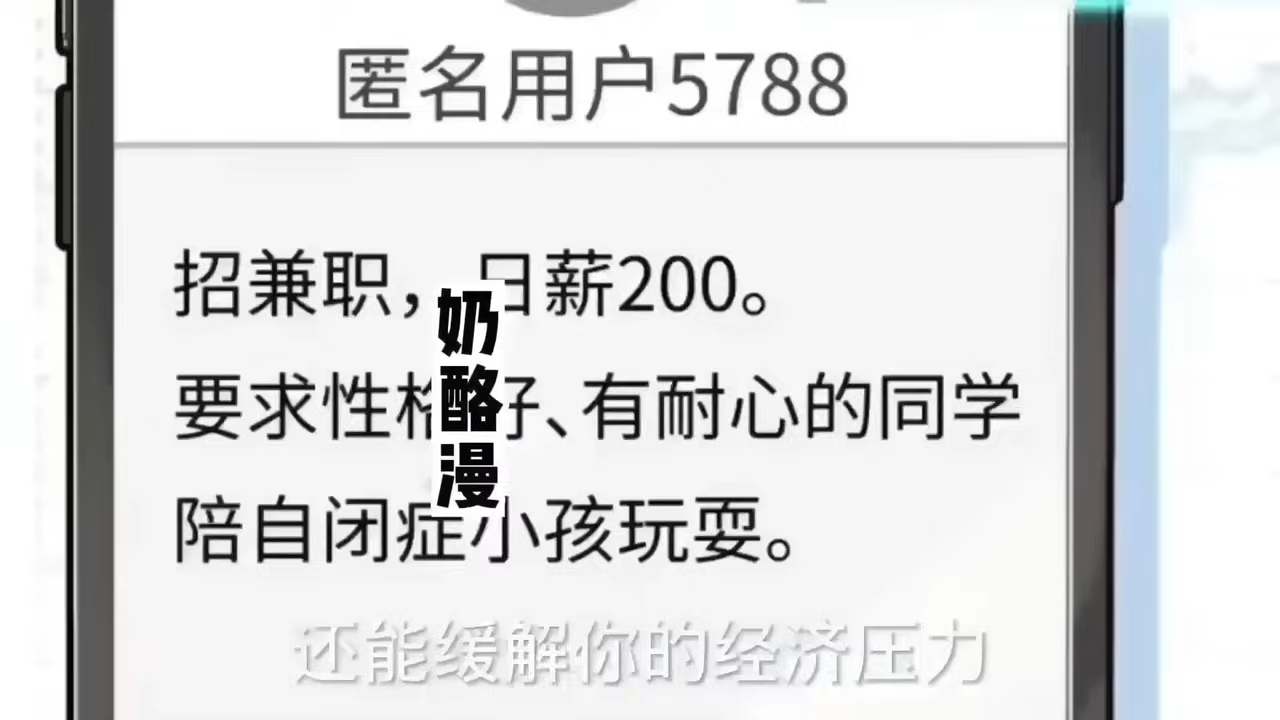 匿名用户5788
招兼职，日薪200。
要求性格好、有耐心的同学
陪自闭症小孩玩耍。
奶酪漫
还能缓解你的经济压力